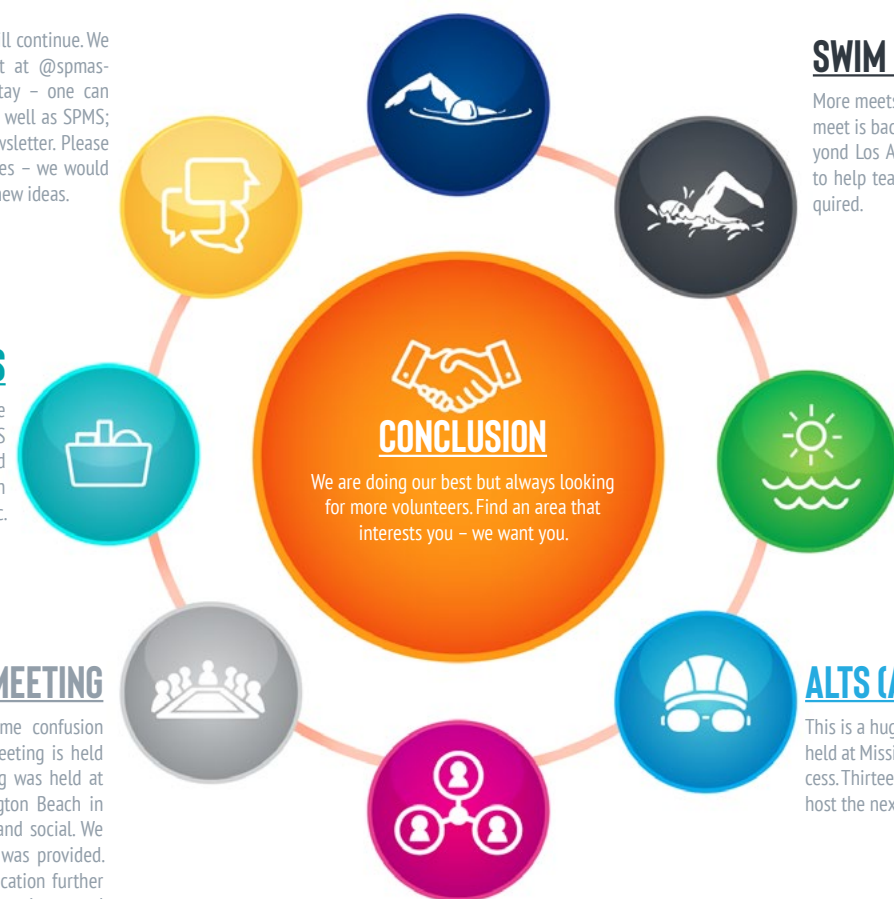 ll continue. We
t at @spmas-
tay – one can
well as SPMS;
wsletter. Please
es – we would
new ideas.
SWIM
More meets
meet is bac
yond Los A
to help tea
quired.
S
e
S
d
n
c.
CONCLUSION
We are doing our best but always looking
for more volunteers. Find an area that
interests you – we want you.
MEETING
me confusion
eeting is held
g was held at
gton Beach in
and social. We
was provided.
cation further
ALTS (A
This is a hug
held at Missi
cess. Thirtee
host the nex